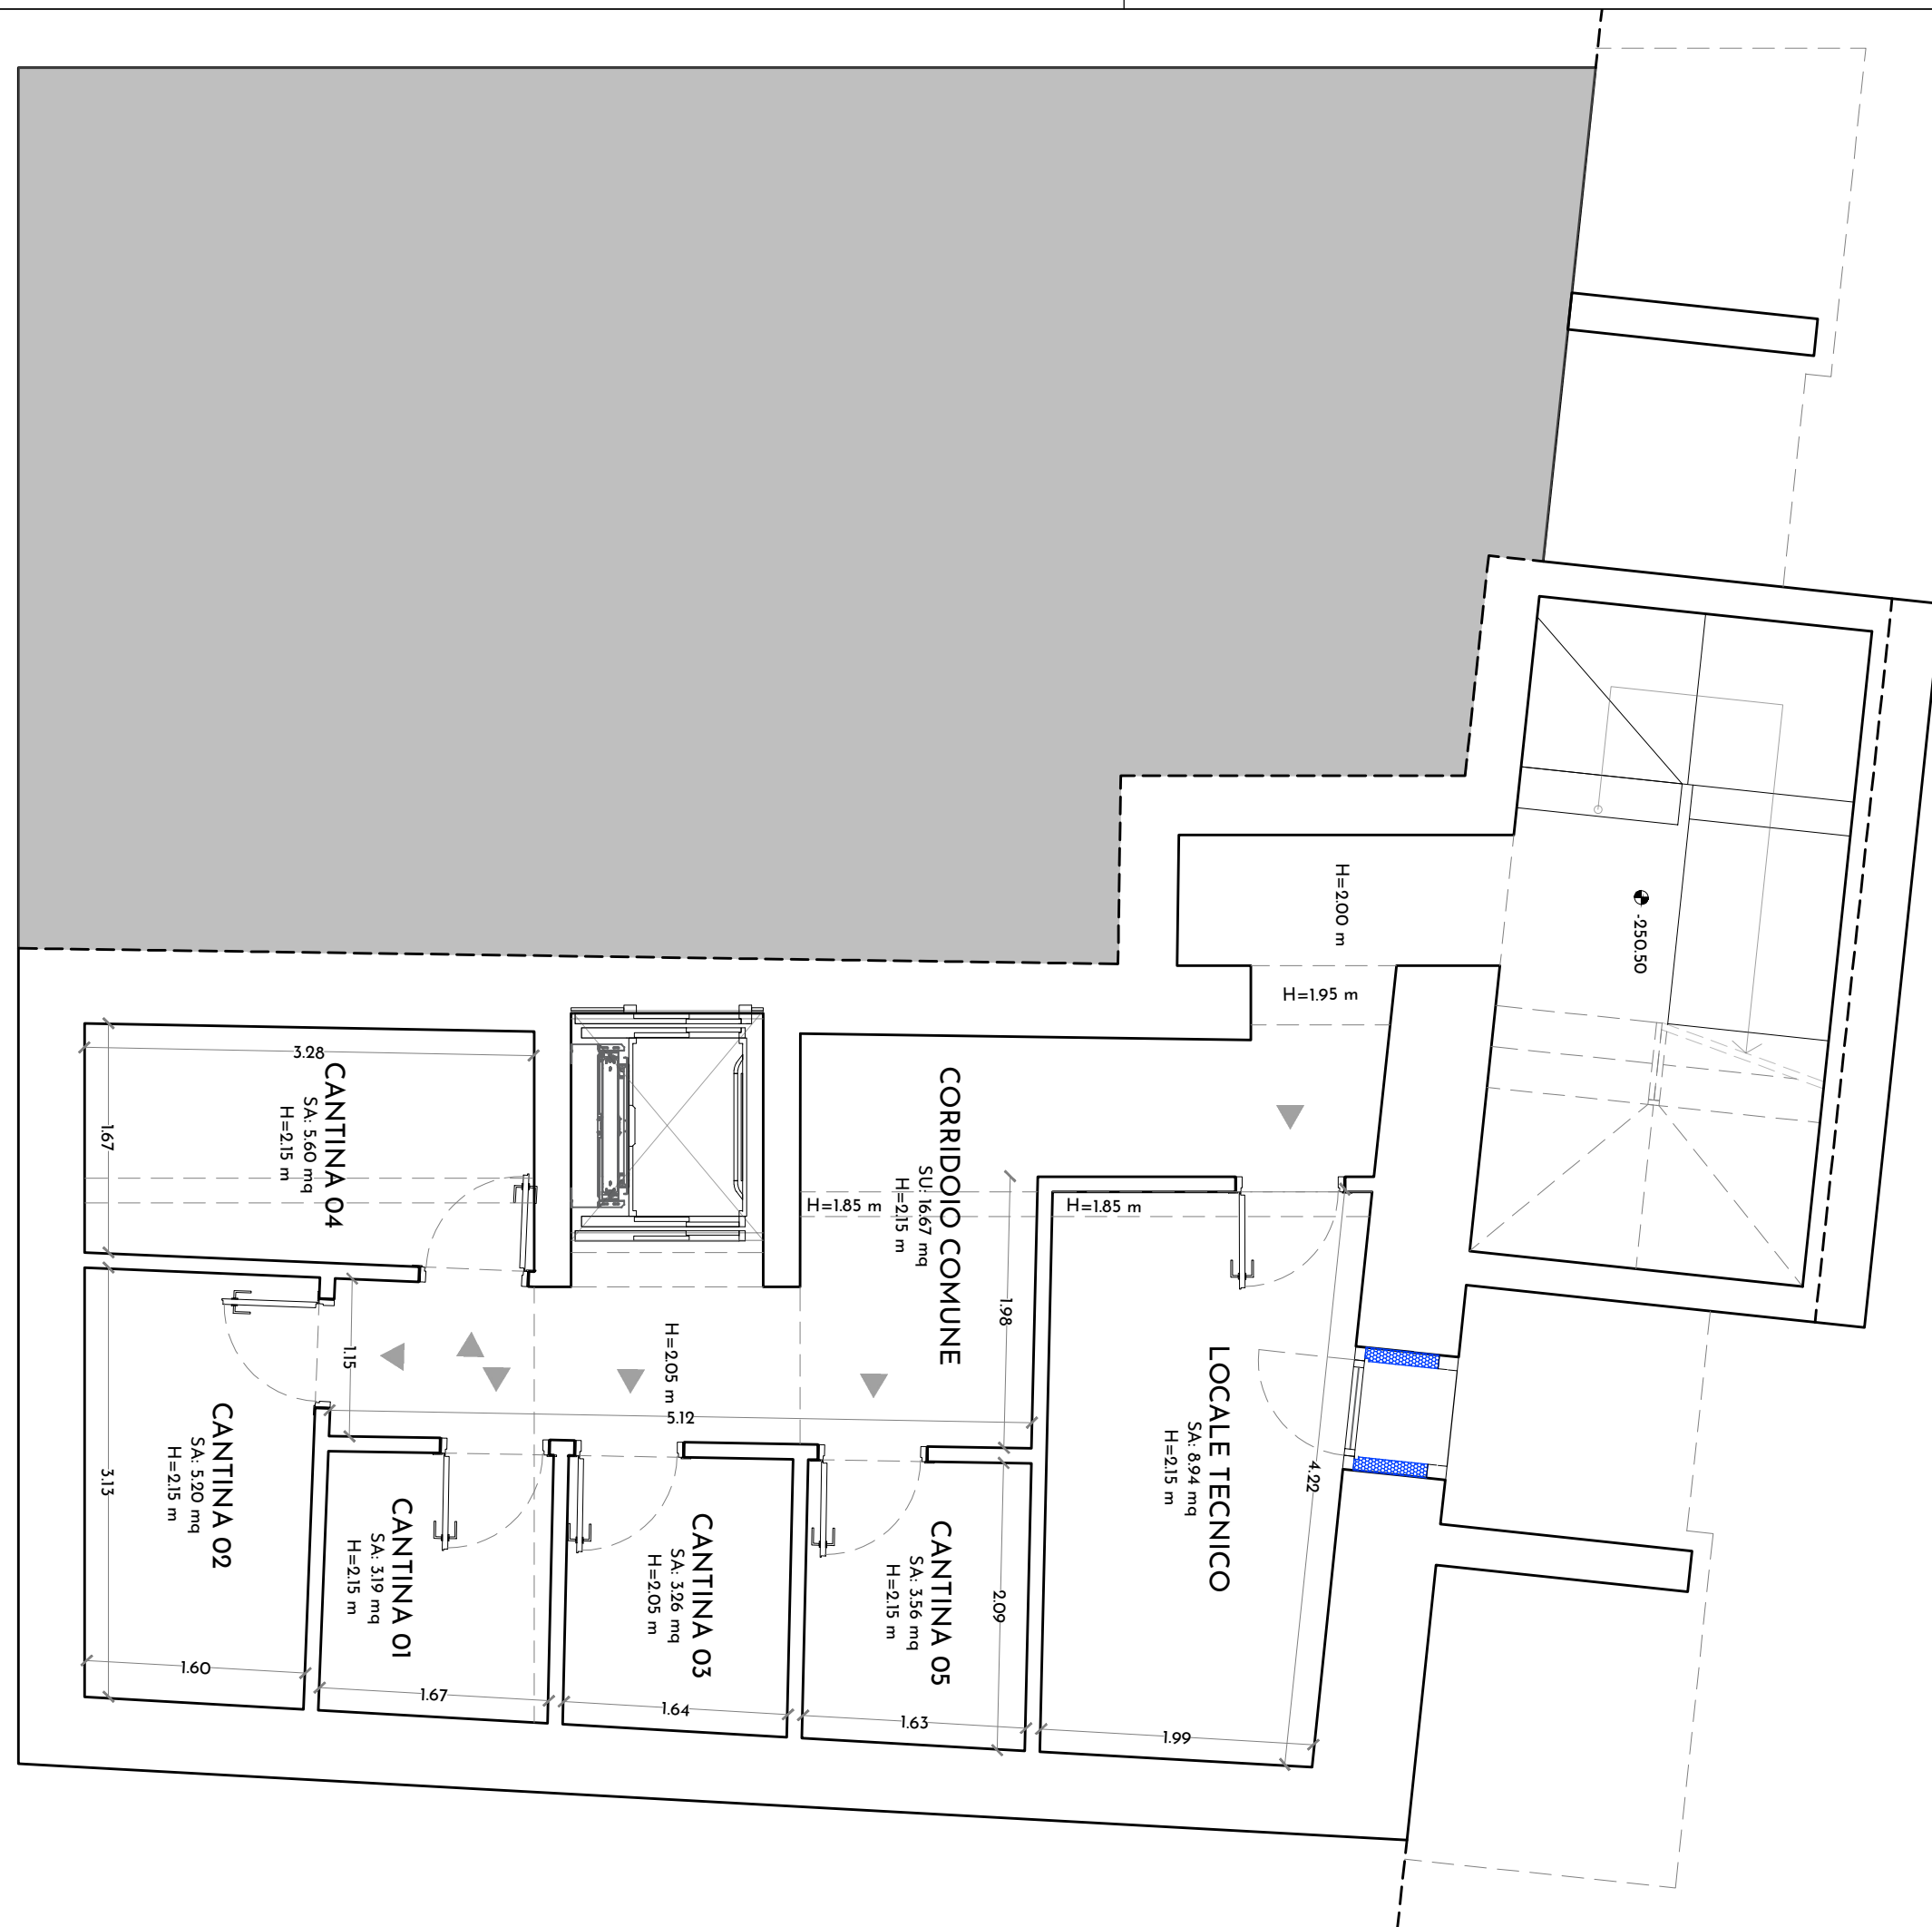 H=2.00 m
-250.50
H=1.95 m
3.28
1.67
CANTINA 04
SA: 5.60 mq
H=2.15 m
CORRIDOIO COMUNE
SU: 16.67 mq
H=2.15 m
H=1.85 m
H=1.85 m
1.98
1.15
H=2.05 m
5.12
LOCALE TECNICO
SA: 8.94 mq
H=2.15 m
4.22
3.13
CANTINA 02
SA: 5.20 mq
H=2.15 m
1.60
CANTINA 01
SA: 3.19 mq
H=2.15 m
1.67
CANTINA 03
SA: 3.26 mq
H=2.05 m
1.64
CANTINA 05
SA: 3.56 mq
H=2.15 m
2.09
1.63
1.99